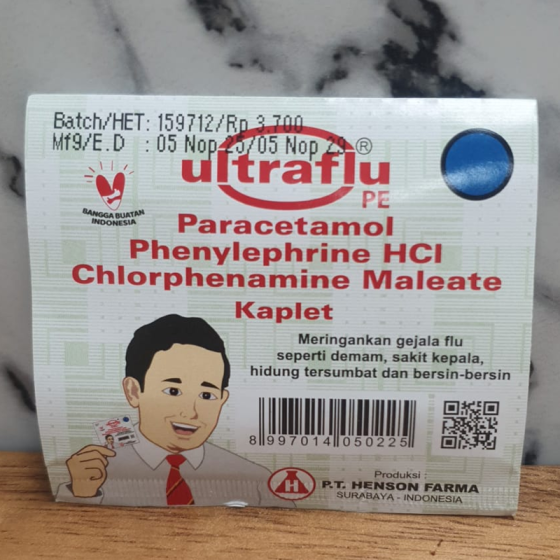 Batch/HET: 159712/Rp 3.700
Mfg/E.D : 05 Nop 25/05 Nop 29
ultraflu®
PE
BANGGA BUATAN
INDONESIA
Paracetamol
Phenylephrine HCl
Chlorphenamine Maleate
Kaplet
Meringankan gejala flu
seperti demam, sakit kepala,
hidung tersumbat dan bersin-bersin
8 997014 050225
H
Produksi :
P.T. HENSON FARMA
SURABAYA - INDONESIA